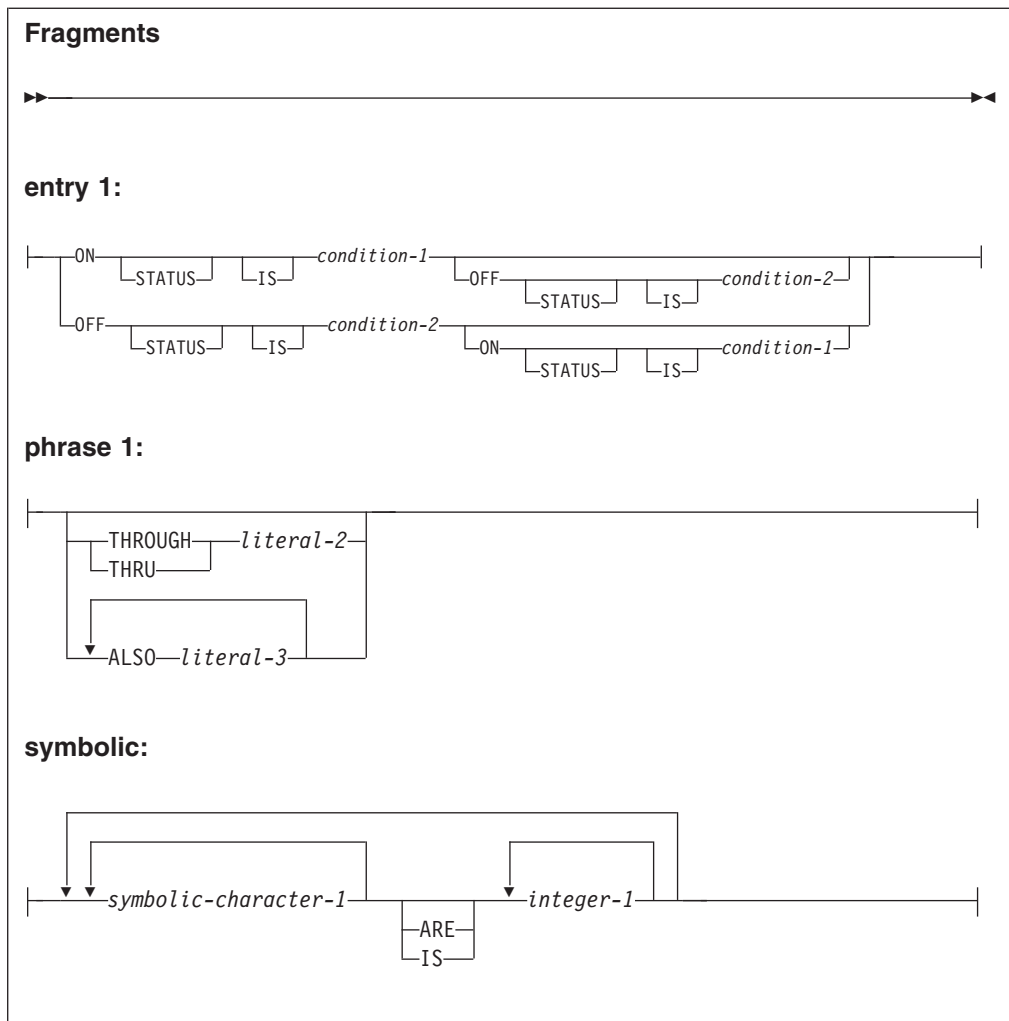 Fragments
entry 1:
ON STATUS IS condition-1 OFF STATUS IS condition-2
OFF STATUS IS condition-2 ON STATUS IS condition-1
phrase 1:
THROUGH literal-2
THRU
ALSO literal-3
symbolic:
symbolic-character-1 integer-1
ARE
IS